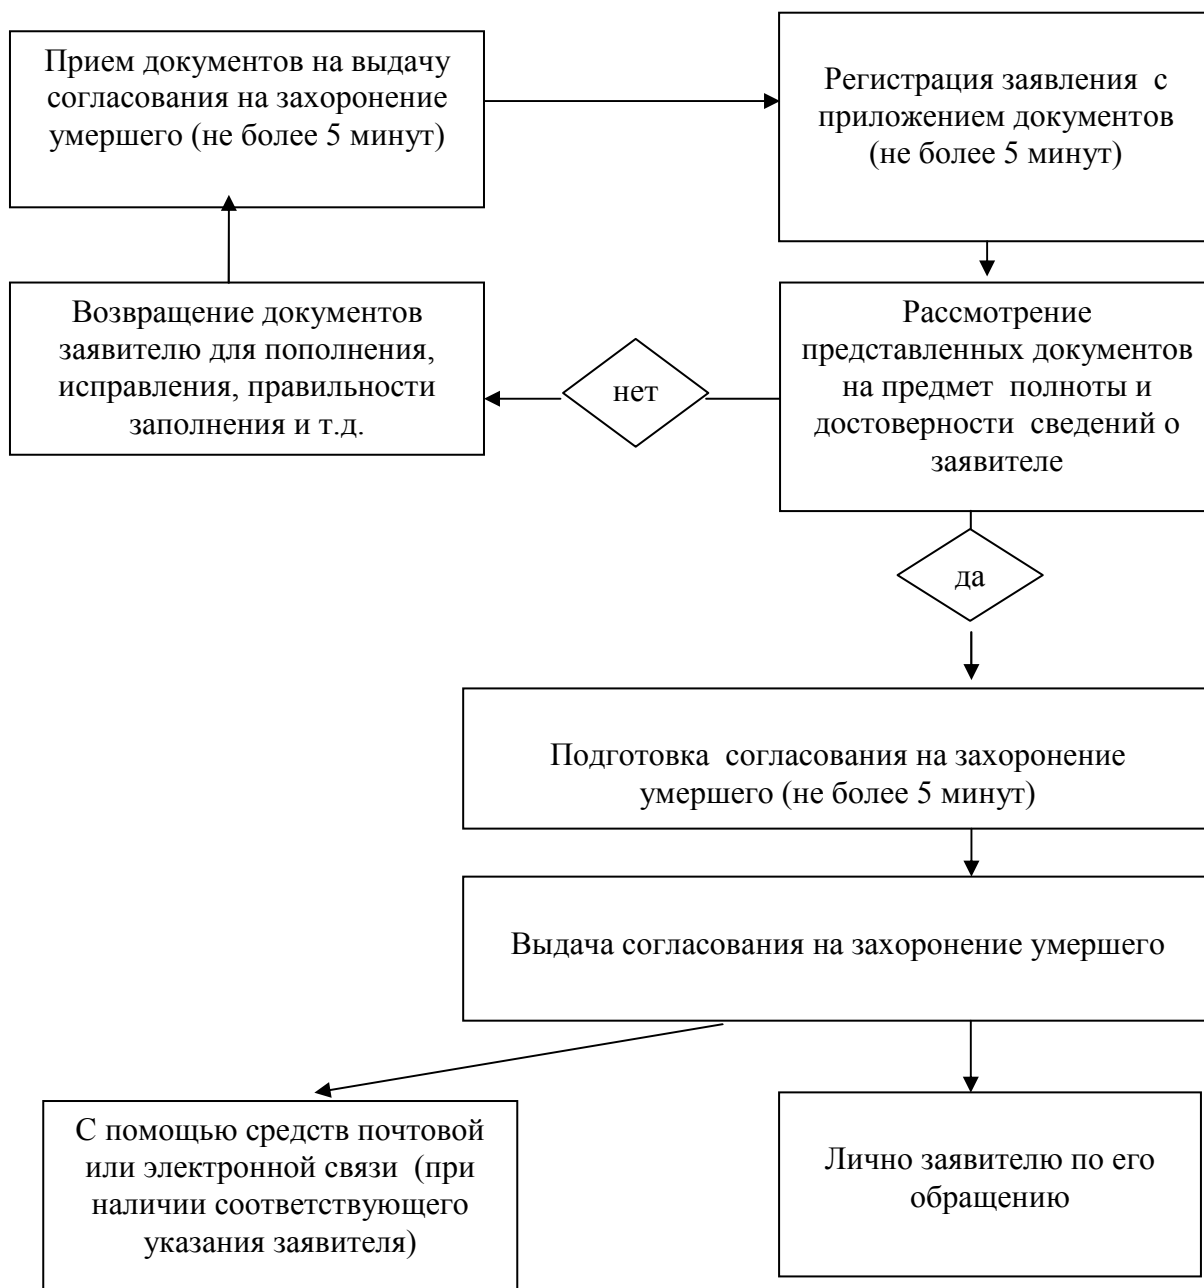 Прием документов на выдачу
согласования на захоронение
умершего (не более 5 минут)
Регистрация заявления с
приложением документов
(не более 5 минут)
Возвращение документов
заявителю для пополнения,
исправления, правильности
заполнения и т.д.
нет
Рассмотрение
представленных документов
на предмет полноты и
достоверности сведений о
заявителе
да
Подготовка согласования на захоронение
умершего (не более 5 минут)
Выдача согласования на захоронение умершего
С помощью средств почтовой
или электронной связи (при
наличии соответствующего
указания заявителя)
Лично заявителю по его
обращению